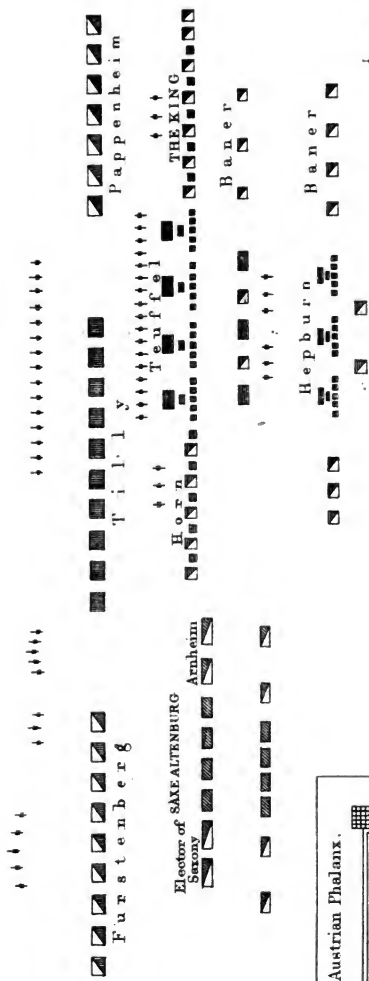 Furstenberg
Tilly
Pappenheim
Elector of
Saxony
SAXE ALTENBURG
Arnheim
Horn
Teuffel
THE KING
Baner
Hepburn
Baner
Austrian Phalanx.